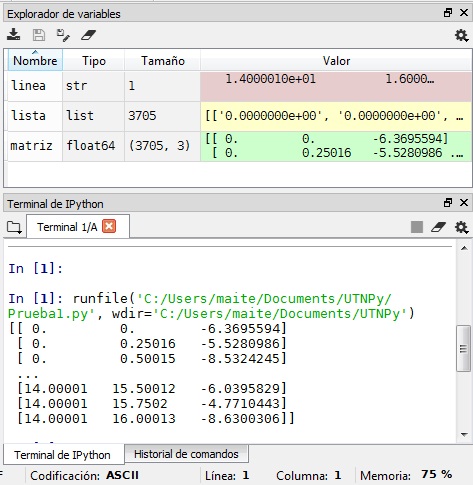 Explorador de variables
Nombre Tipo Tamaño Valor
linea str 1 1.4000010e+01 1.6000…
lista list 3705 [['0.0000000e+00', '0.0000000e+00', …
matriz float64 (3705, 3) [[ 0. 0. -6.3695594]
[ 0. 0.25016 -5.5280986 …
Terminal de IPython
Terminal 1/A
In [1]:
In [1]: runfile('C:/Users/maite/Documents/UTNPy/
Prueba1.py', wdir='C:/Users/maite/Documents/UTNPy')
[[ 0. 0. -6.3695594]
[ 0. 0.25016 -5.5280986]
[ 0. 0.50015 -8.5324245]
...
[14.00001 15.50012 -6.0395829]
[14.00001 15.7502 -4.7710443]
[14.00001 16.00013 -8.6300306]]
Terminal de IPython Historial de comandos
F Codificación: ASCII Línea: 1 Columna: 1 Memoria: 75 %